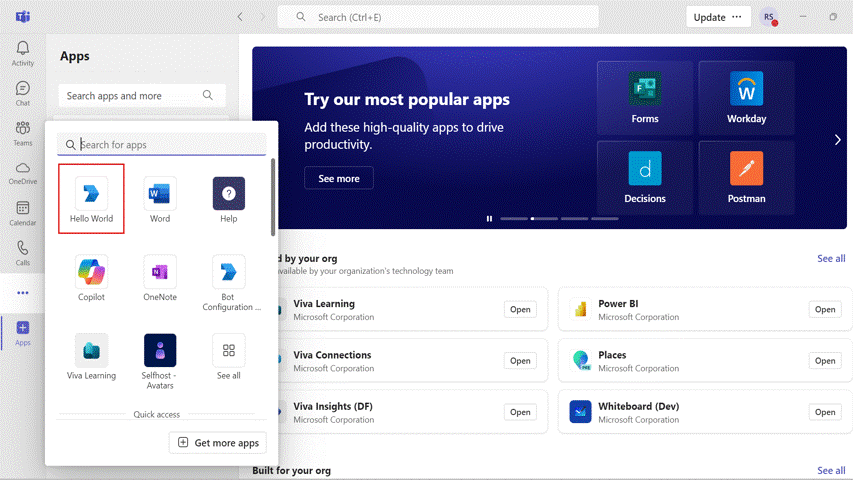 Search (Ctrl+E)
Update
RS
Activity
Chat
Teams
OneDrive
Calendar
Calls
Apps
Apps
Search apps and more
Search for apps
Hello World
Word
Help
Copilot
OneNote
Bot
Configuration ...
Viva Learning
Selfhost -
Avatars
See all
Quick access
Get more apps
Try our most popular apps
Add these high-quality apps to drive
productivity.
See more
Forms
Workday
Decisions
Postman
by your org
See all
available by your organization's technology team
Viva Learning
Microsoft Corporation
Open
Power BI
Microsoft Corporation
Open
Viva Connections
Microsoft Corporation
Open
Places
Microsoft Corporation
Open
Viva Insights (DF)
Microsoft Corporation
Open
Whiteboard (Dev)
Microsoft Corporation
Open
Built for your org
See all